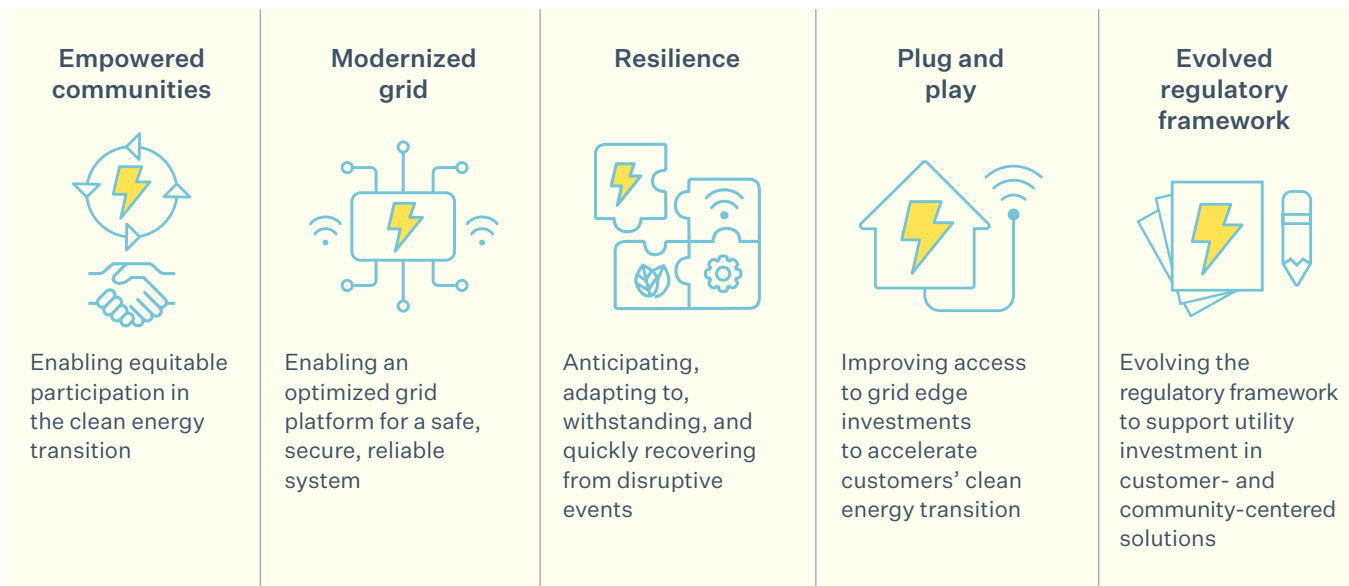 Empowered
communities
Enabling equitable
participation in
the clean energy
transition
Modernized
grid
Enabling an
optimized grid
platform for a safe,
secure, reliable
system
Resilience
Anticipating,
adapting to,
withstanding, and
quickly recovering
from disruptive
events
Plug and
play
Improving access
to grid edge
investments
to accelerate
customers’ clean
energy transition
Evolved
regulatory
framework
Evolving the
regulatory framework
to support utility
investment in
customer- and
community-centered
solutions